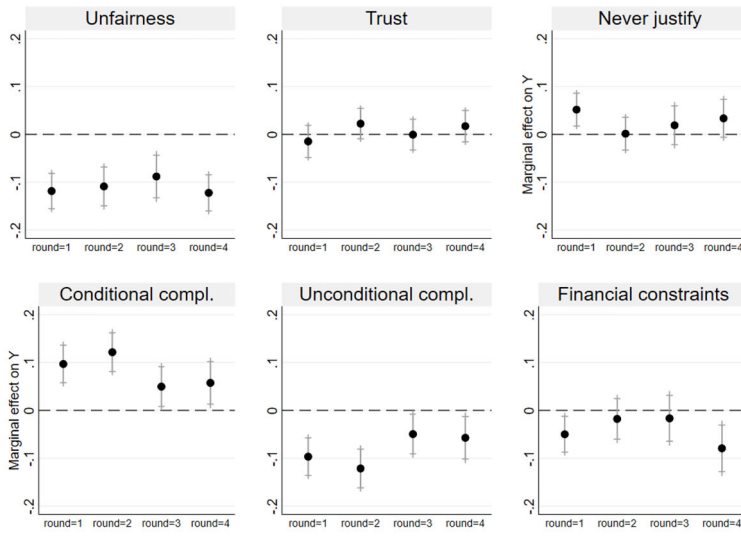 Unfairness Trust Never justify
.2 .2 .2
.1 .1 .1
0 0 0
-.1 -.1 -.1
-.2 -.2 -.2
Marginal effect on Y
round=1 round=2 round=3 round=4 round=1 round=2 round=3 round=4 round=1 round=2 round=3 round=4
Conditional compl. Unconditional compl. Financial constraints
.2 .2 .2
.1 .1 .1
0 0 0
-.1 -.1 -.1
-.2 -.2 -.2
Marginal effect on Y
round=1 round=2 round=3 round=4 round=1 round=2 round=3 round=4 round=1 round=2 round=3 round=4